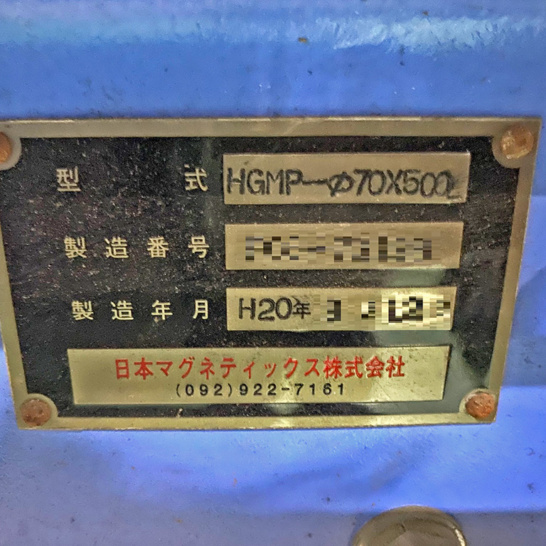 型式 HGMP-Φ70X500L
製造番号
製造年月 H20年
日本マグネティックス株式会社
(092)922-7161